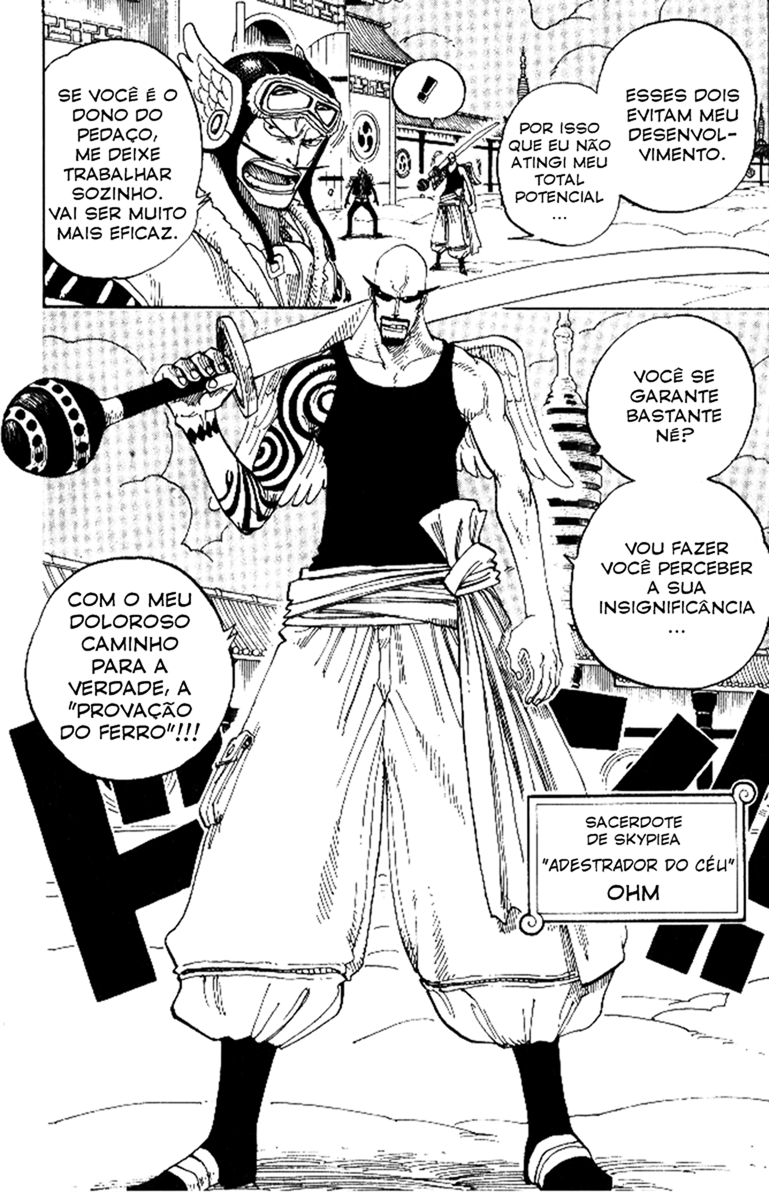 ESSES DOIS
EVITAM MEU
DESENVOL-
VIMENTO.
POR ISSO
QUE EU NÃO
ATINGI MEU
TOTAL
POTENCIAL
...
!
SE VOCÊ É O
DONO DO
PEDAÇO,
ME DEIXE
TRABALHAR
SOZINHO.
VAI SER MUITO
MAIS EFICAZ.
VOCÊ SE
GARANTE
BASTANTE
NÉ?
VOU FAZER
VOCÊ PERCEBER
A SUA
INSIGNIFICÂNCIA
...
COM O MEU
DOLOROSO
CAMINHO
PARA A
VERDADE, A
"PROVAÇÃO
DO FERRO"!!!
SACERDOTE
DE SKYPIEA
"ADESTRADOR DO CÉU"
OHM